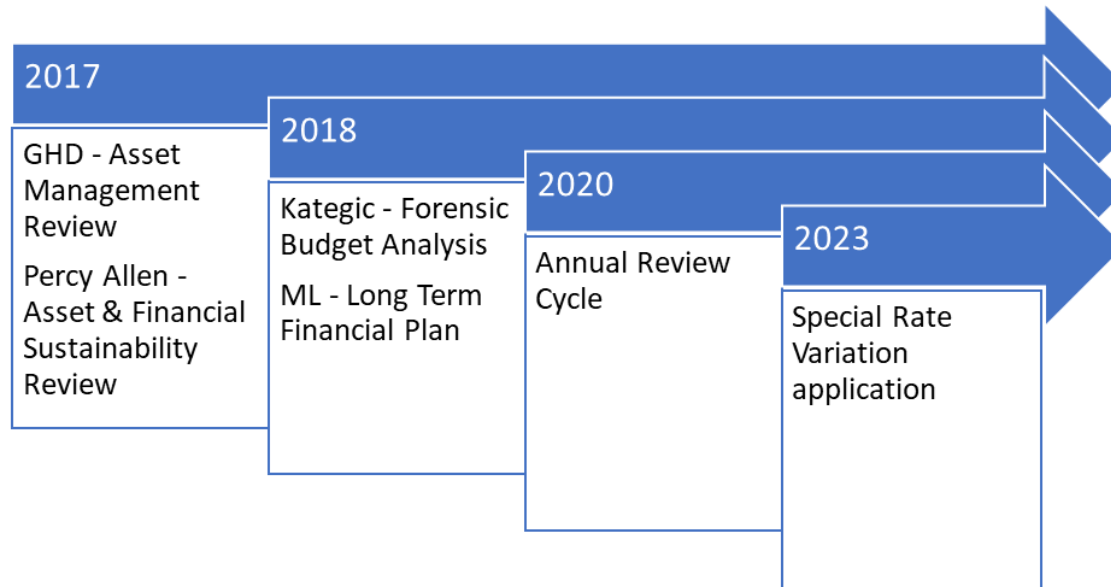 2017
GHD - Asset
Management
Review
Percy Allen -
Asset & Financial
Sustainability
Review
2018
Kategic - Forensic
Budget Analysis
ML - Long Term
Financial Plan
2020
Annual Review
Cycle
2023
Special Rate
Variation
application